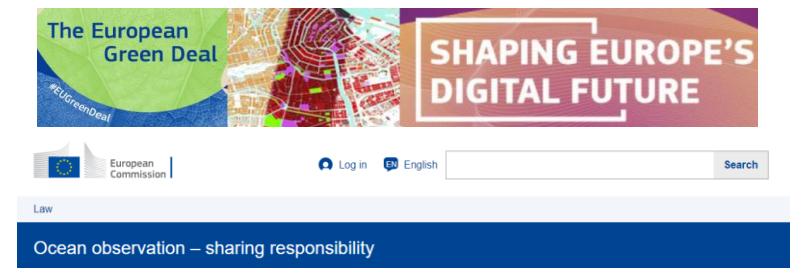 The European
Green Deal
#EUGreenDeal
SHAPING EUROPE'S
DIGITAL FUTURE
European
Commission
Log in
EN English
Search
Law
Ocean observation – sharing responsibility